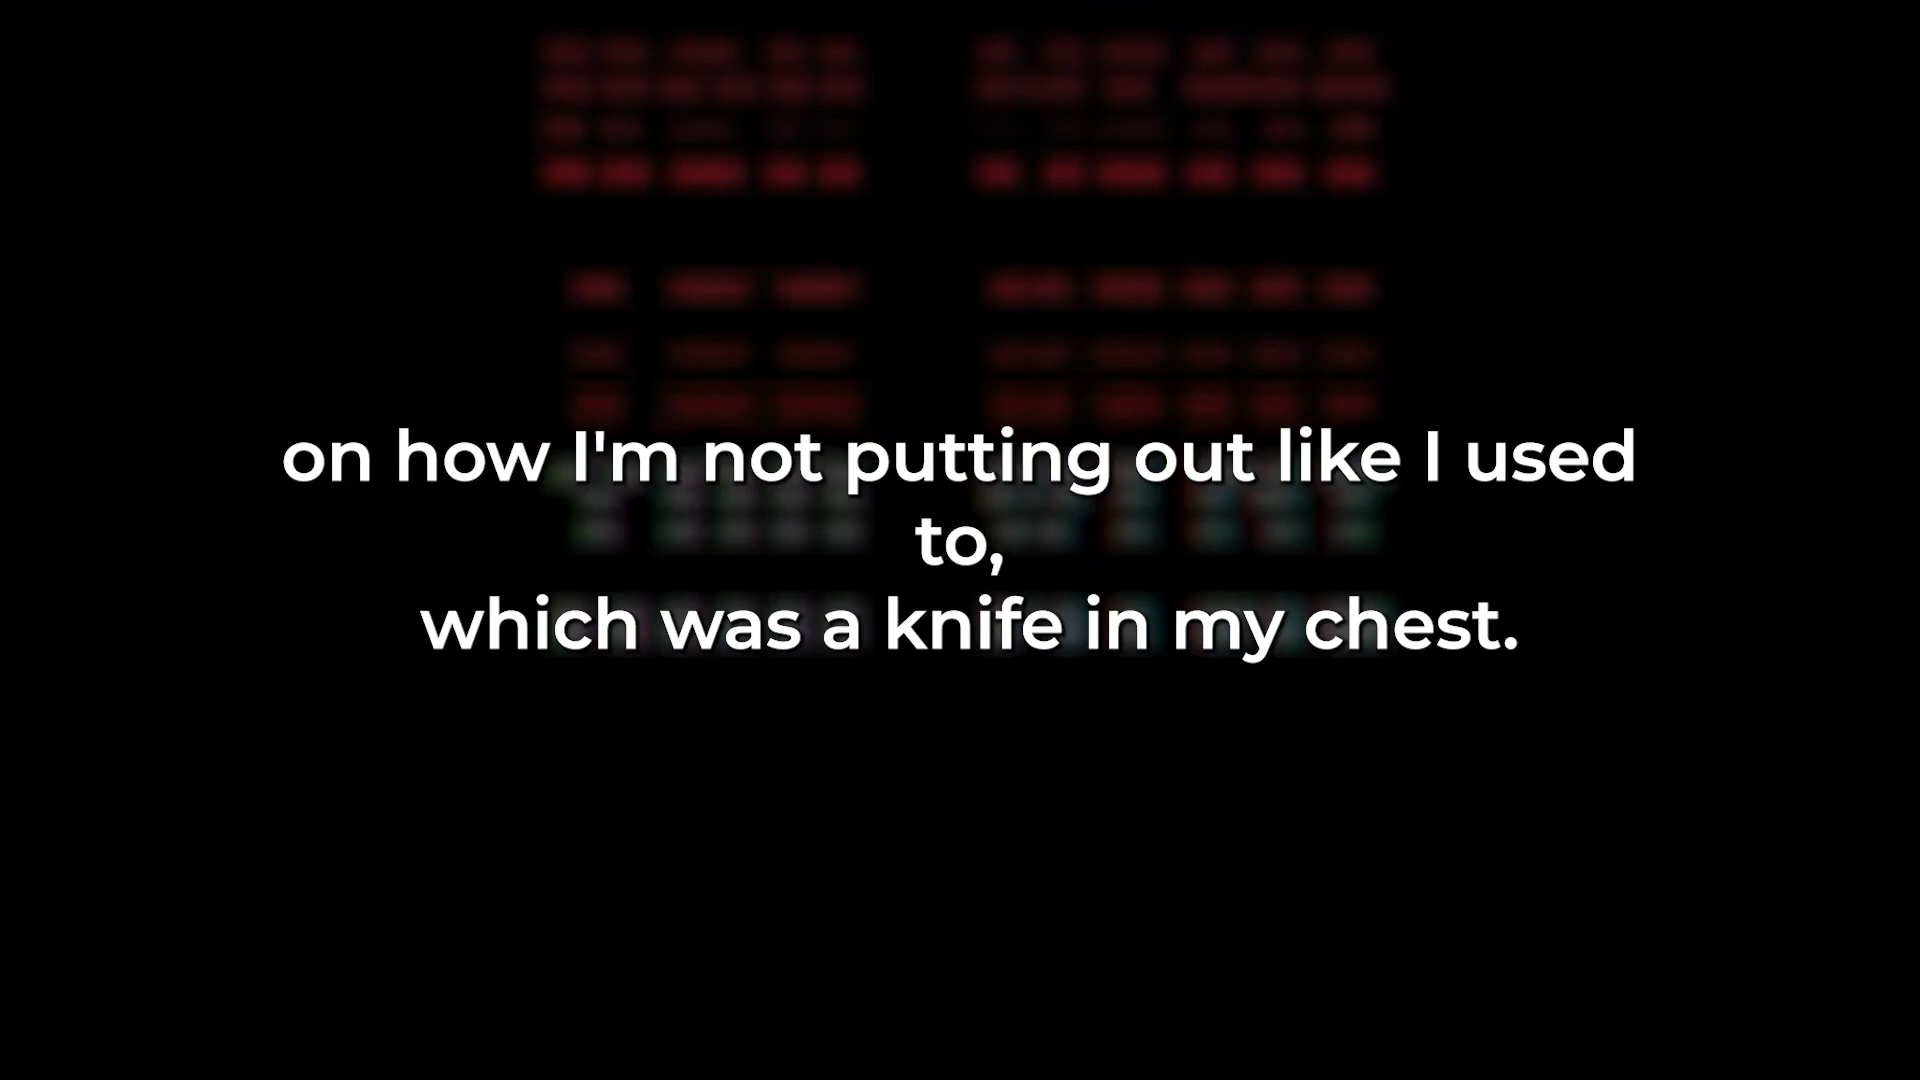 on how I'm not putting out like I used
to,
which was a knife in my chest.